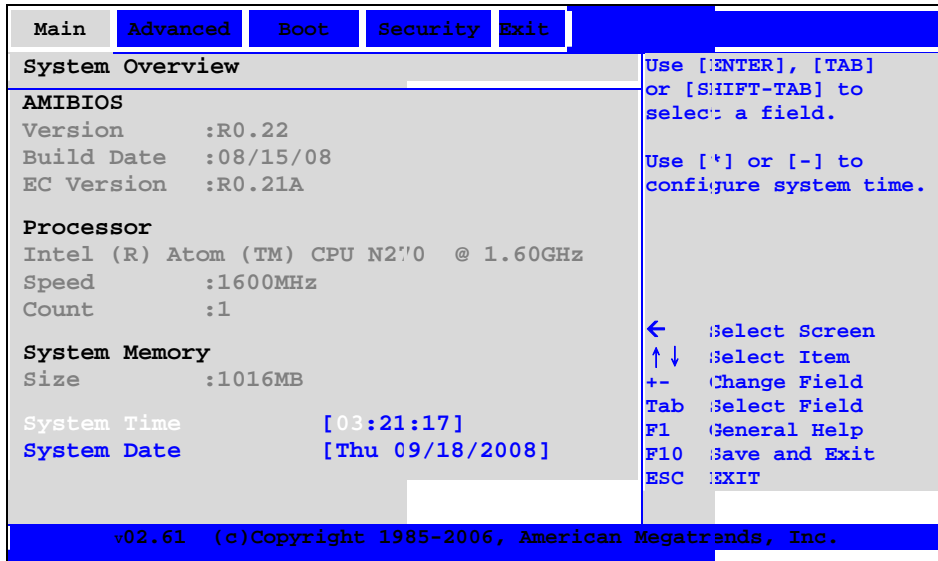 Main Advanced Boot Security Exit
System Overview
AMIBIOS
Version :R0.22
Build Date :08/15/08
EC Version :R0.21A
Processor
Intel (R) Atom (TM) CPU N270 @ 1.60GHz
Speed :1600MHz
Count :1
System Memory
Size :1016MB
System Time [03:21:17]
System Date [Thu 09/18/2008]
Use [ENTER], [TAB]
or [SHIFT-TAB] to
select a field.
Use [*] or [-] to
configure system time.
← Select Screen
↑↓ Select Item
+- Change Field
Tab Select Field
F1 General Help
F10 Save and Exit
ESC EXIT
v02.61 (c)Copyright 1985-2006, American Megatrends, Inc.